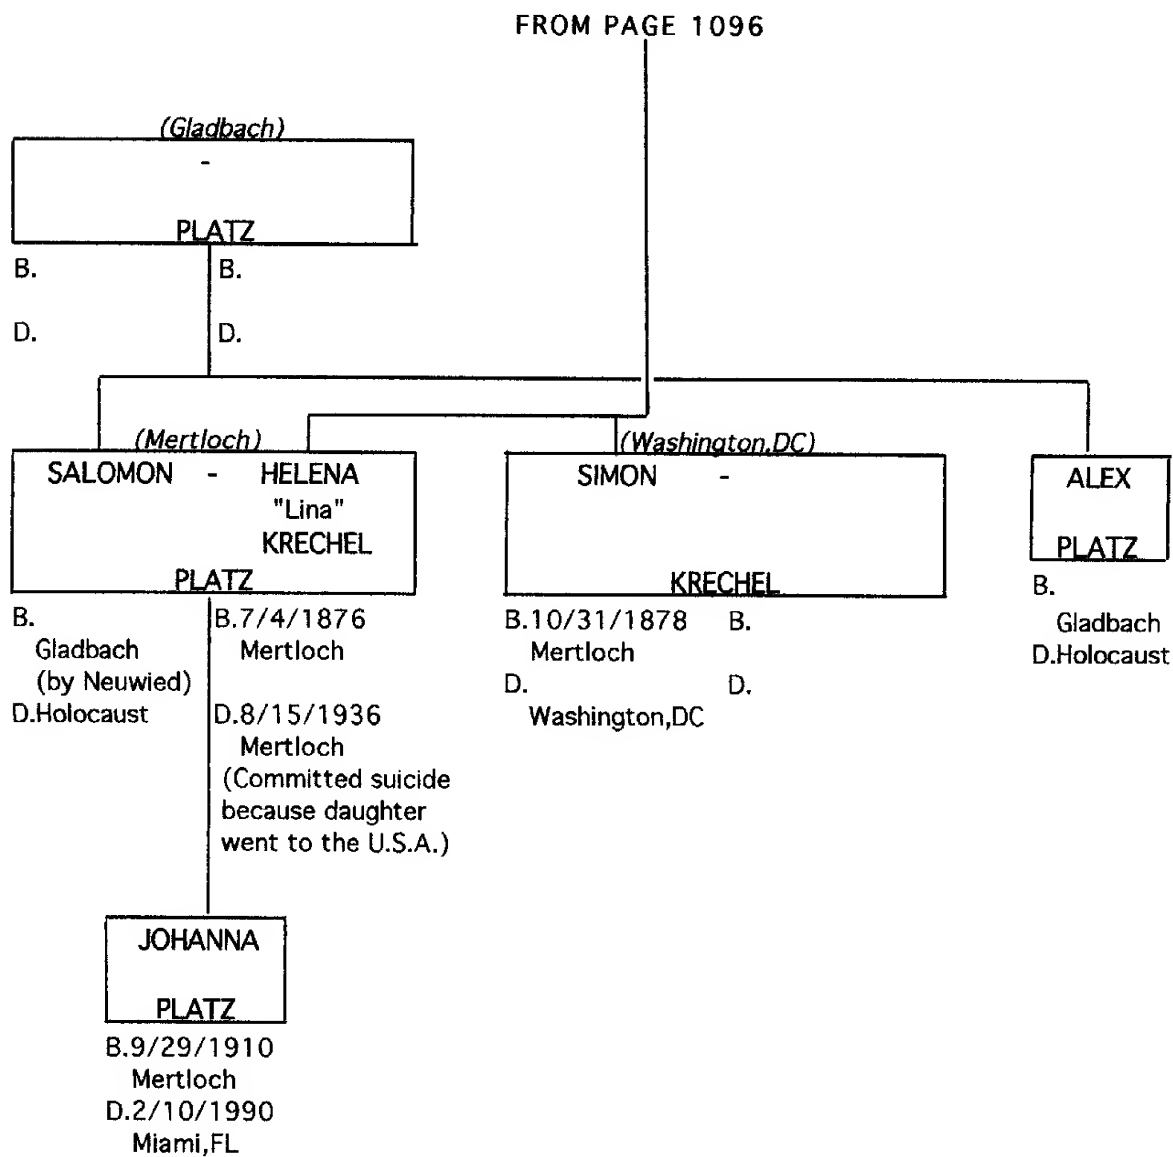 FROM PAGE 1096
(Gladbach)
-
PLATZ
B. B.
D. D.
(Mertloch)
SALOMON - HELENA
"Lina"
KRECHEL
PLATZ
B.
Gladbach
(by Neuwied)
D.Holocaust
B.7/4/1876
Mertloch
D.8/15/1936
Mertloch
(Committed suicide
because daughter
went to the U.S.A.)
(Washington,DC)
SIMON -
KRECHEL
B.10/31/1878 B.
Mertloch
D. D.
Washington,DC
ALEX
PLATZ
B.
Gladbach
D.Holocaust
JOHANNA
PLATZ
B.9/29/1910
Mertloch
D.2/10/1990
Miami,FL